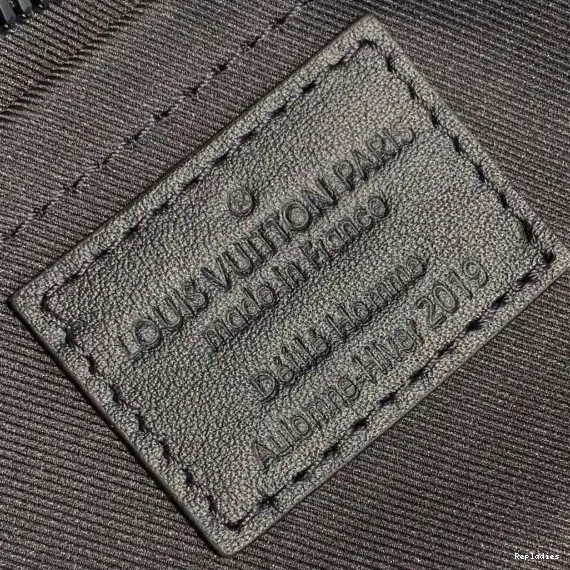 ®
LOUIS VUITTON PARIS
made in France
Défilé Homme
Automne-Hiver 2019
Repladies